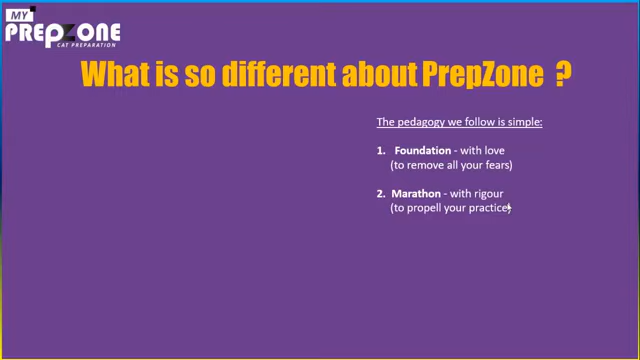 MY
PREPZONE
CAT PREPARATION
What is so different about PrepZone ?
The pedagogy we follow is simple:
1. Foundation - with love
(to remove all your fears)
2. Marathon - with rigour
(to propell your practice)